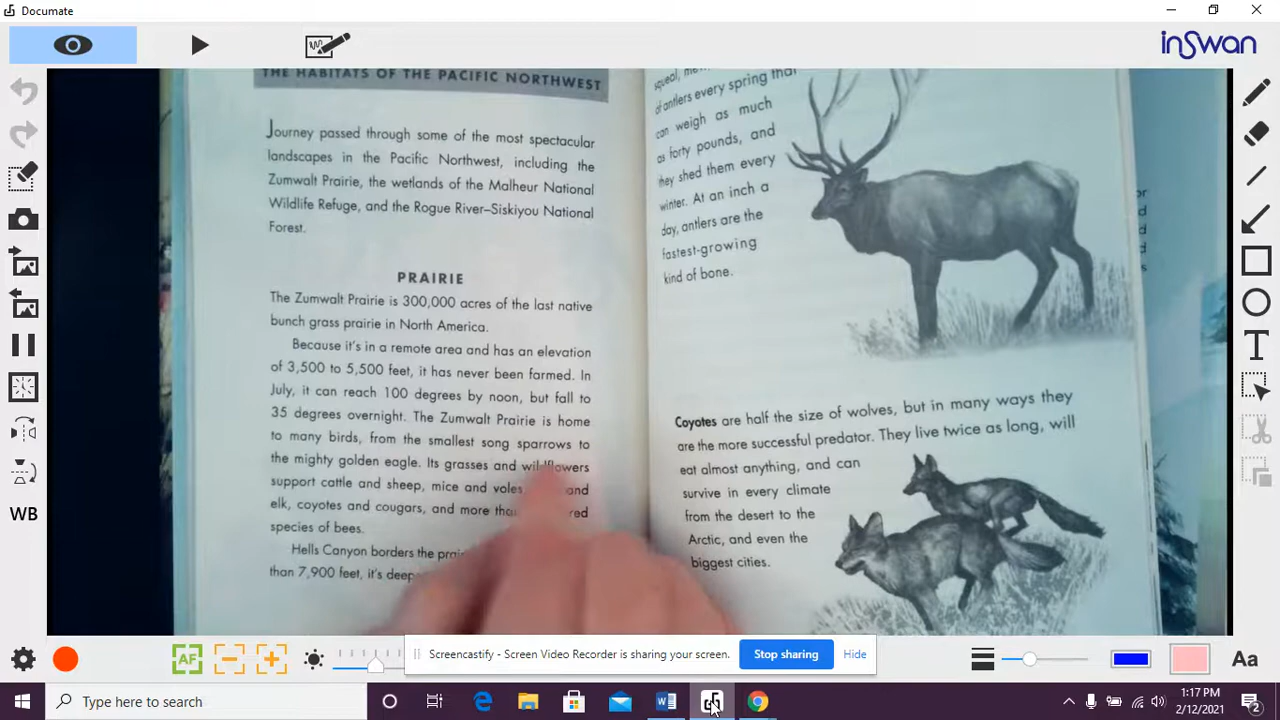 Documate
inSwan
THE HABITATS OF THE PACIFIC NORTHWEST
Journey passed through some of the most spectacular
landscapes in the Pacific Northwest, including the
Zumwalt Prairie, the wetlands of the Malheur National
Wildlife Refuge, and the Rogue River–Siskiyou National
Forest.
PRAIRIE
The Zumwalt Prairie is 300,000 acres of the last native
bunch grass prairie in North America.
Because it's in a remote area and has an elevation
of 3,500 to 5,500 feet, it has never been farmed. In
July, it can reach 100 degrees by noon, but fall to
35 degrees overnight. The Zumwalt Prairie is home
to many birds, from the smallest song sparrows to
the mighty golden eagle. Its grasses and wildflowers
support cattle and sheep, mice and voles, and
elk, coyotes and cougars, and more
species of bees.
Hells Canyon borders the
than 7,900 feet, it's
of antlers every spring that
can weigh as much
as forty pounds, and
they shed them every
winter. At an inch a
day, antlers are the
fastest-growing
kind of bone.
Coyotes are half the size of wolves, but in many ways they
are the more successful predator. They live twice as long, will
eat almost anything, and can
survive in every climate
from the desert to the
Arctic, and even the
biggest cities.
T
WB
AF
Screencastify - Screen Video Recorder is sharing your screen.
Stop sharing
Hide
Aa
Type here to search
1:17 PM
2/12/2021
2